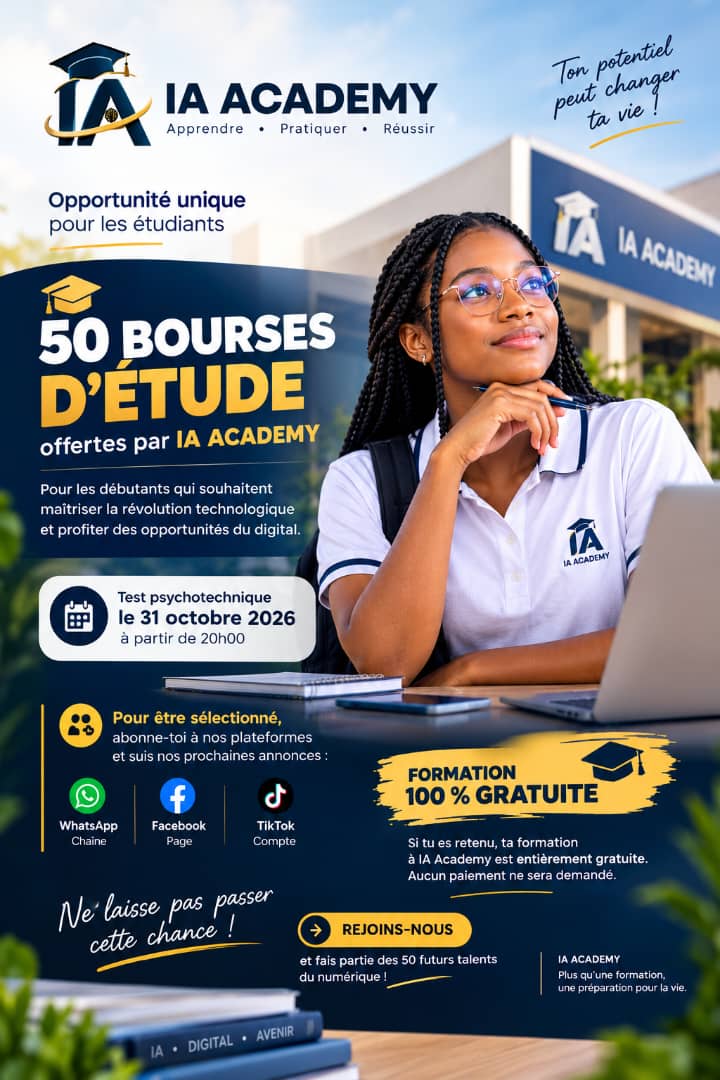 IA
IA ACADEMY
Apprendre • Pratiquer • Réussir
Ton potentiel
peut changer
ta vie !
Opportunité unique
pour les étudiants
IA
IA ACADEMY
50 BOURSES
D'ÉTUDE
offertes par IA ACADEMY
Pour les débutants qui souhaitent
maîtriser la révolution technologique
et profiter des opportunités du digital.
IA
IA ACADEMY
Test psychotechnique
le 31 octobre 2026
à partir de 20h00
Pour être sélectionné,
abonne-toi à nos plateformes
et suis nos prochaines annonces :
WhatsApp
Chaîne
Facebook
Page
TikTok
Compte
FORMATION
100 % GRATUITE
Si tu es retenu, ta formation
à IA Academy est entièrement gratuite.
Aucun paiement ne sera demandé.
Ne laisse pas passer
cette chance !
REJOINS-NOUS
et fais partie des 50 futurs talents
du numérique !
IA ACADEMY
Plus qu'une formation,
une préparation pour la vie.
IA • DIGITAL • AVENIR